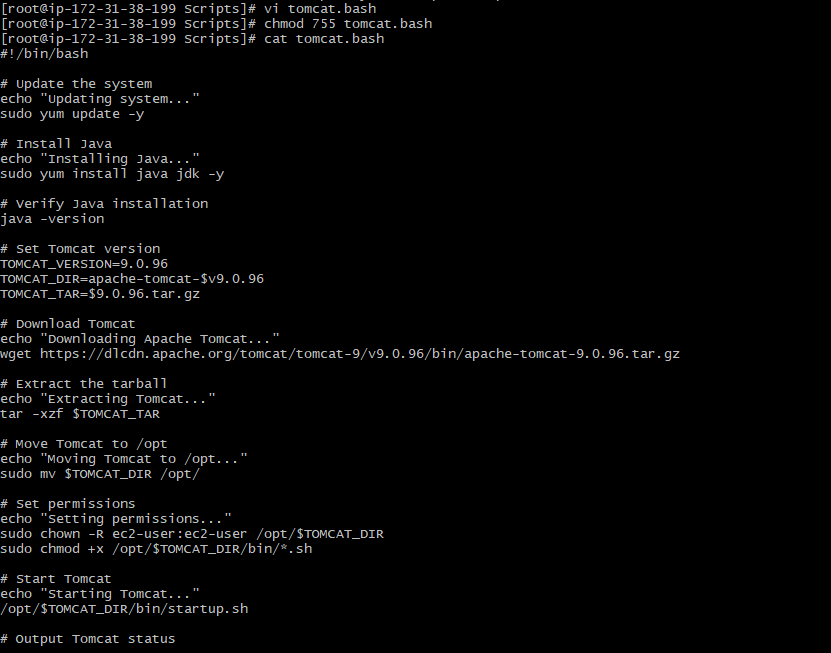 [root@ip-172-31-38-199 Scripts]# vi tomcat.bash
[root@ip-172-31-38-199 Scripts]# chmod 755 tomcat.bash
[root@ip-172-31-38-199 Scripts]# cat tomcat.bash
#!/bin/bash
# Update the system
echo "Updating system..."
sudo yum update -y
# Install Java
echo "Installing Java..."
sudo yum install java jdk -y
# Verify Java installation
java -version
# Set Tomcat version
TOMCAT_VERSION=9.0.96
TOMCAT_DIR=apache-tomcat-$v9.0.96
TOMCAT_TAR=$9.0.96.tar.gz
# Download Tomcat
echo "Downloading Apache Tomcat..."
wget https://dlcdn.apache.org/tomcat/tomcat-9/v9.0.96/bin/apache-tomcat-9.0.96.tar.gz
# Extract the tarball
echo "Extracting Tomcat..."
tar -xzf $TOMCAT_TAR
# Move Tomcat to /opt
echo "Moving Tomcat to /opt..."
sudo mv $TOMCAT_DIR /opt/
# Set permissions
echo "Setting permissions..."
sudo chown -R ec2-user:ec2-user /opt/$TOMCAT_DIR
sudo chmod +x /opt/$TOMCAT_DIR/bin/*.sh
# Start Tomcat
echo "Starting Tomcat..."
/opt/$TOMCAT_DIR/bin/startup.sh
# Output Tomcat status